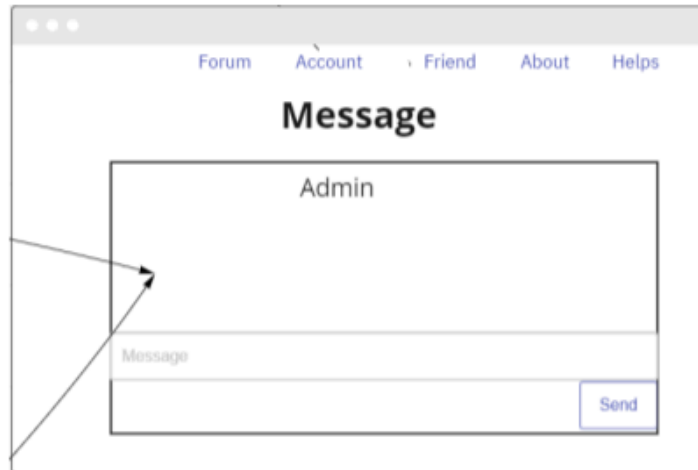 Forum Account Friend About Helps
Message
Admin
Message
Send